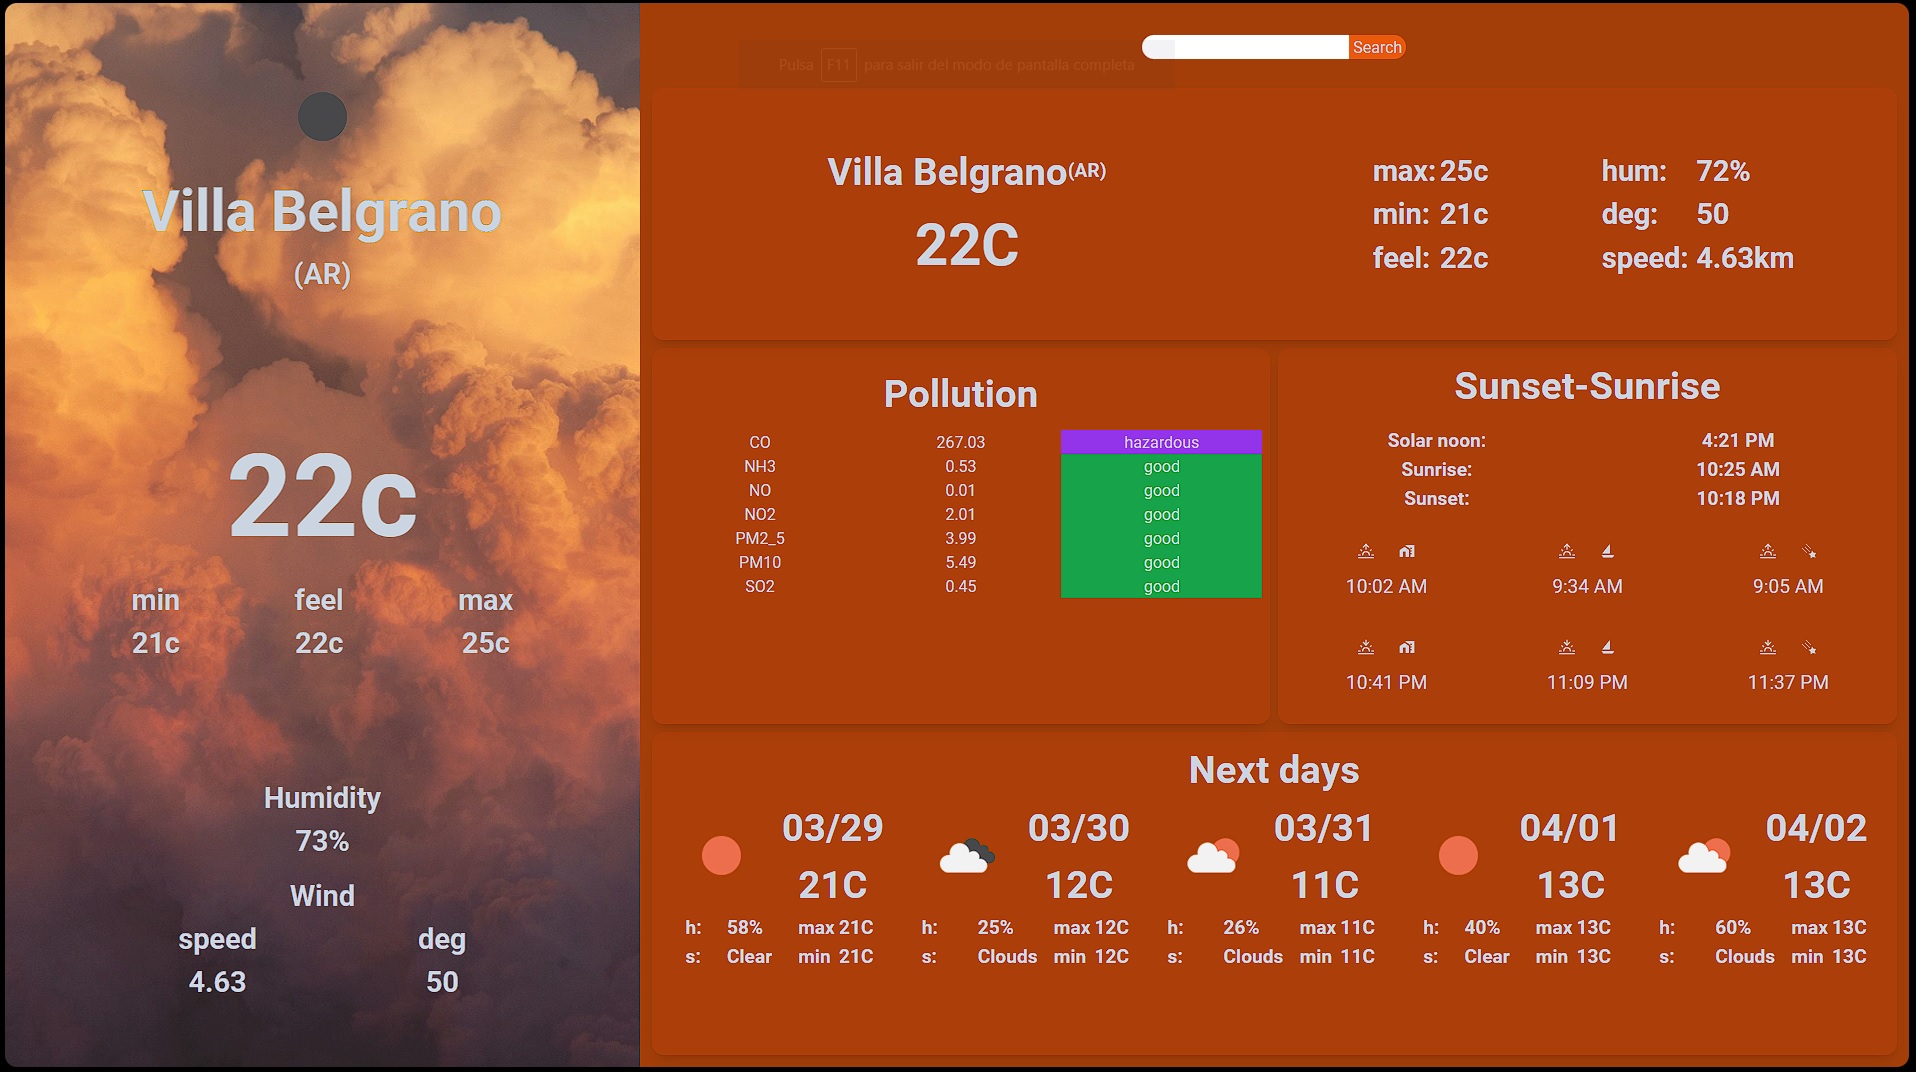 Villa Belgrano
(AR)
22c
min feel max
21c 22c 25c
Humidity
73%
Wind
speed deg
4.63 50
Search
Pulsa F11 para salir del modo de pantalla completa
Villa Belgrano(AR)
22C
max: 25c hum: 72%
min: 21c deg: 50
feel: 22c speed: 4.63km
Pollution
CO 267.03 hazardous
NH3 0.53 good
NO 0.01 good
NO2 2.01 good
PM2_5 3.99 good
PM10 5.49 good
SO2 0.45 good
Sunset-Sunrise
Solar noon: 4:21 PM
Sunrise: 10:25 AM
Sunset: 10:18 PM
10:02 AM 9:34 AM 9:05 AM
10:41 PM 11:09 PM 11:37 PM
Next days
03/29 03/30 03/31 04/01 04/02
21C 12C 11C 13C 13C
h: 58% max 21C h: 25% max 12C h: 26% max 11C h: 40% max 13C h: 60% max 13C
s: Clear min 21C s: Clouds min 12C s: Clouds min 11C s: Clear min 13C s: Clouds min 13C